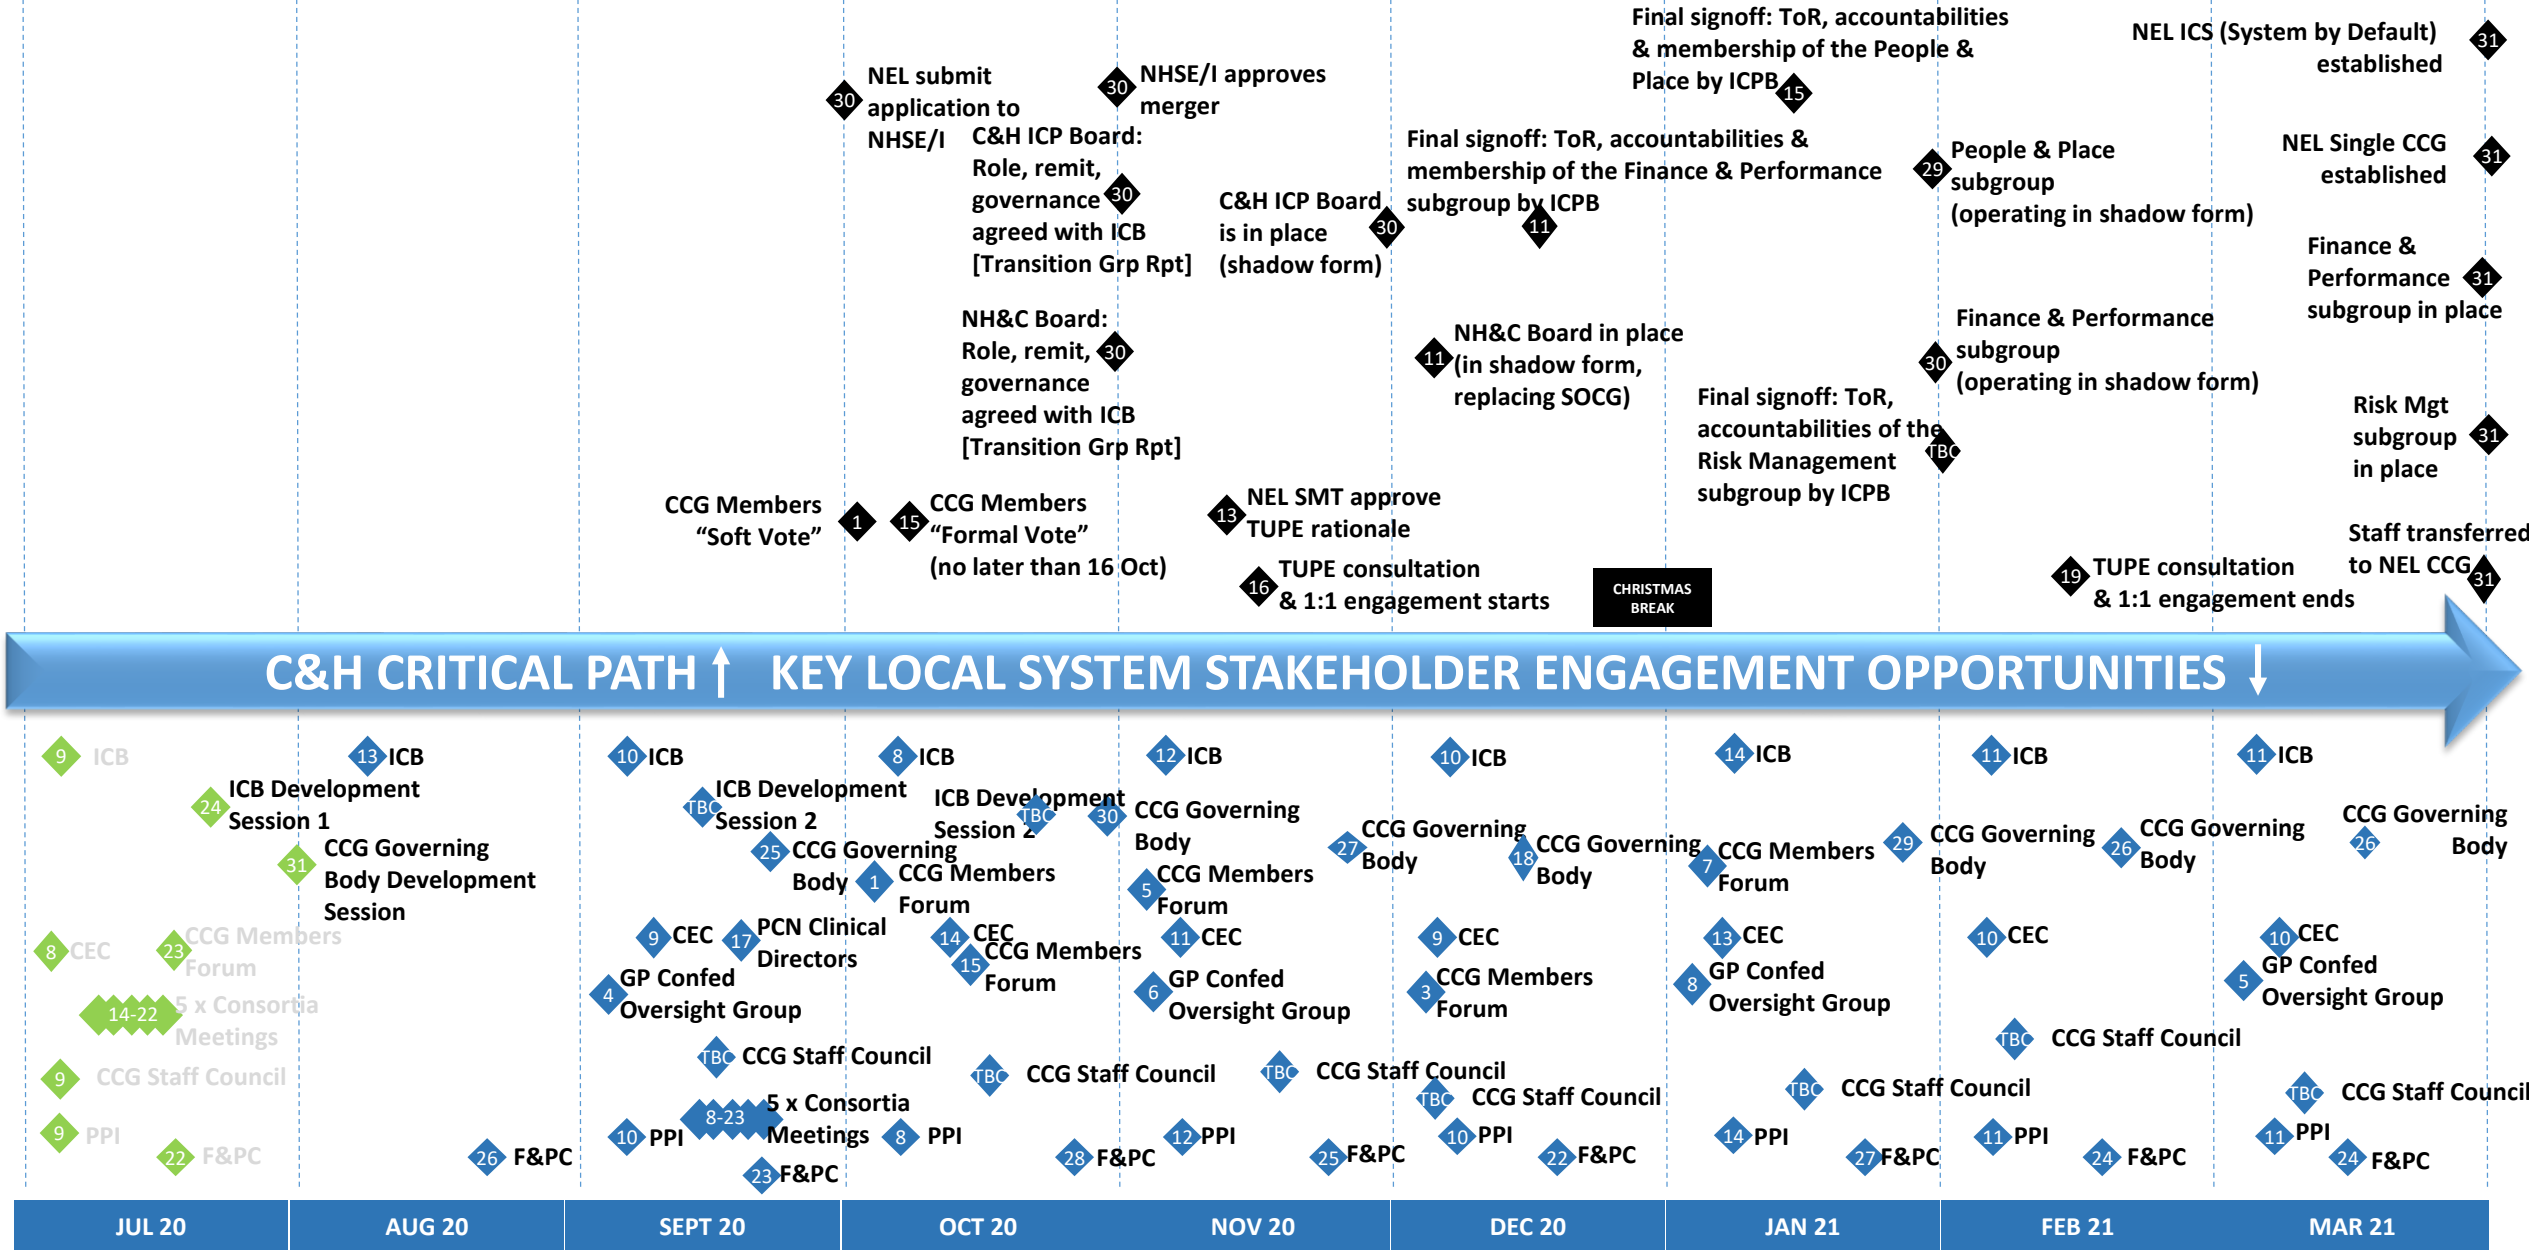 Final signoff: ToR, accountabilities
& membership of the People &
Place by ICPB
15
NEL ICS (System by Default)
established
31
30
NEL submit
application to
NHSE/I
30
NHSE/I approves
merger
C&H ICP Board:
Role, remit,
governance
agreed with ICB
[Transition Grp Rpt]
30
C&H ICP Board
is in place
(shadow form)
30
Final signoff: ToR, accountabilities &
membership of the Finance & Performance
subgroup by ICPB
11
29
People & Place
subgroup
(operating in shadow form)
NEL Single CCG
established
31
Finance &
Performance
subgroup in place
31
NH&C Board:
Role, remit,
governance
agreed with ICB
[Transition Grp Rpt]
30
11
NH&C Board in place
(in shadow form,
replacing SOCG)
30
Finance & Performance
subgroup
(operating in shadow form)
Final signoff: ToR,
accountabilities of the
Risk Management
subgroup by ICPB
TBC
Risk Mgt
subgroup
in place
31
CCG Members
“Soft Vote”
1
15
CCG Members
“Formal Vote”
(no later than 16 Oct)
13
NEL SMT approve
TUPE rationale
16
TUPE consultation
& 1:1 engagement starts
CHRISTMAS
BREAK
19
TUPE consultation
& 1:1 engagement ends
Staff transferred
to NEL CCG
31
C&H CRITICAL PATH ↑ KEY LOCAL SYSTEM STAKEHOLDER ENGAGEMENT OPPORTUNITIES ↓
9 ICB
13 ICB
10 ICB
8 ICB
12 ICB
10 ICB
14 ICB
11 ICB
11 ICB
24
ICB Development
Session 1
TBC
ICB Development
Session 2
ICB Development
Session 2
TBC
30
CCG Governing
Body
31
CCG Governing
Body Development
Session
25
CCG Governing
Body
1
CCG Members
Forum
5
CCG Members
Forum
27
CCG Governing
Body
18
CCG Governing
Body
7
CCG Members
Forum
29
CCG Governing
Body
26
CCG Governing
Body
26
CCG Governing
Body
8 CEC
23
CCG Members
Forum
9 CEC
17
PCN Clinical
Directors
14 CEC
15
CCG Members
Forum
11 CEC
9 CEC
13 CEC
10 CEC
10 CEC
14-22
5 x Consortia
Meetings
4
GP Confed
Oversight Group
6
GP Confed
Oversight Group
3
CCG Members
Forum
8
GP Confed
Oversight Group
5
GP Confed
Oversight Group
9 CCG Staff Council
TBC CCG Staff Council
TBC CCG Staff Council
TBC CCG Staff Council
TBC CCG Staff Council
TBC CCG Staff Council
TBC CCG Staff Council
TBC CCG Staff Council
8-23
5 x Consortia
Meetings
9 PPI
10 PPI
8 PPI
12 PPI
10 PPI
14 PPI
11 PPI
11 PPI
22 F&PC
26 F&PC
23 F&PC
28 F&PC
25 F&PC
22 F&PC
27 F&PC
24 F&PC
24 F&PC
JUL 20
AUG 20
SEPT 20
OCT 20
NOV 20
DEC 20
JAN 21
FEB 21
MAR 21